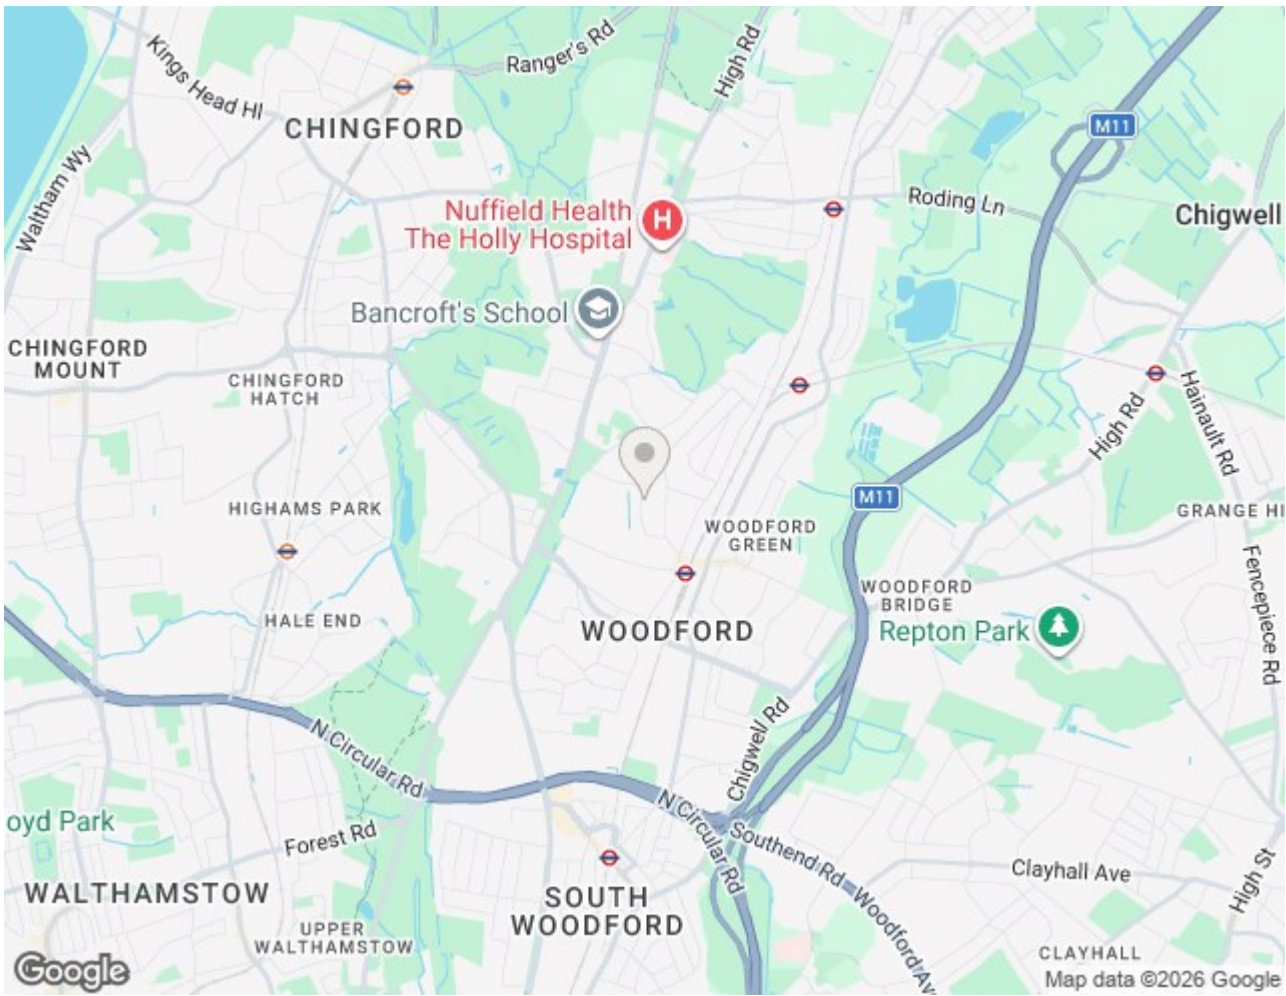 Ranger's Rd
High Rd
Kings Head Hl
CHINGFORD
M11
Waltham Wy
Roding Ln
Nuffield Health
The Holly Hospital
H
Chigwell
Bancroft's School
CHINGFORD
MOUNT
CHINGFORD
HATCH
High Rd
Hainault Rd
M11
HIGHAMS PARK
WOODFORD
GREEN
GRANGE HI
Fencepiece Rd
WOODFORD
BRIDGE
HALE END
WOODFORD
Repton Park
Chigwell Rd
N Circular Rd
N Circular Rd
oyd Park
Forest Rd
Southend Rd
Woodford Av
Clayhall Ave
High St
WALTHAMSTOW
SOUTH
WOODFORD
UPPER
WALTHAMSTOW
CLAYHALL
Google
Map data ©2026 Google